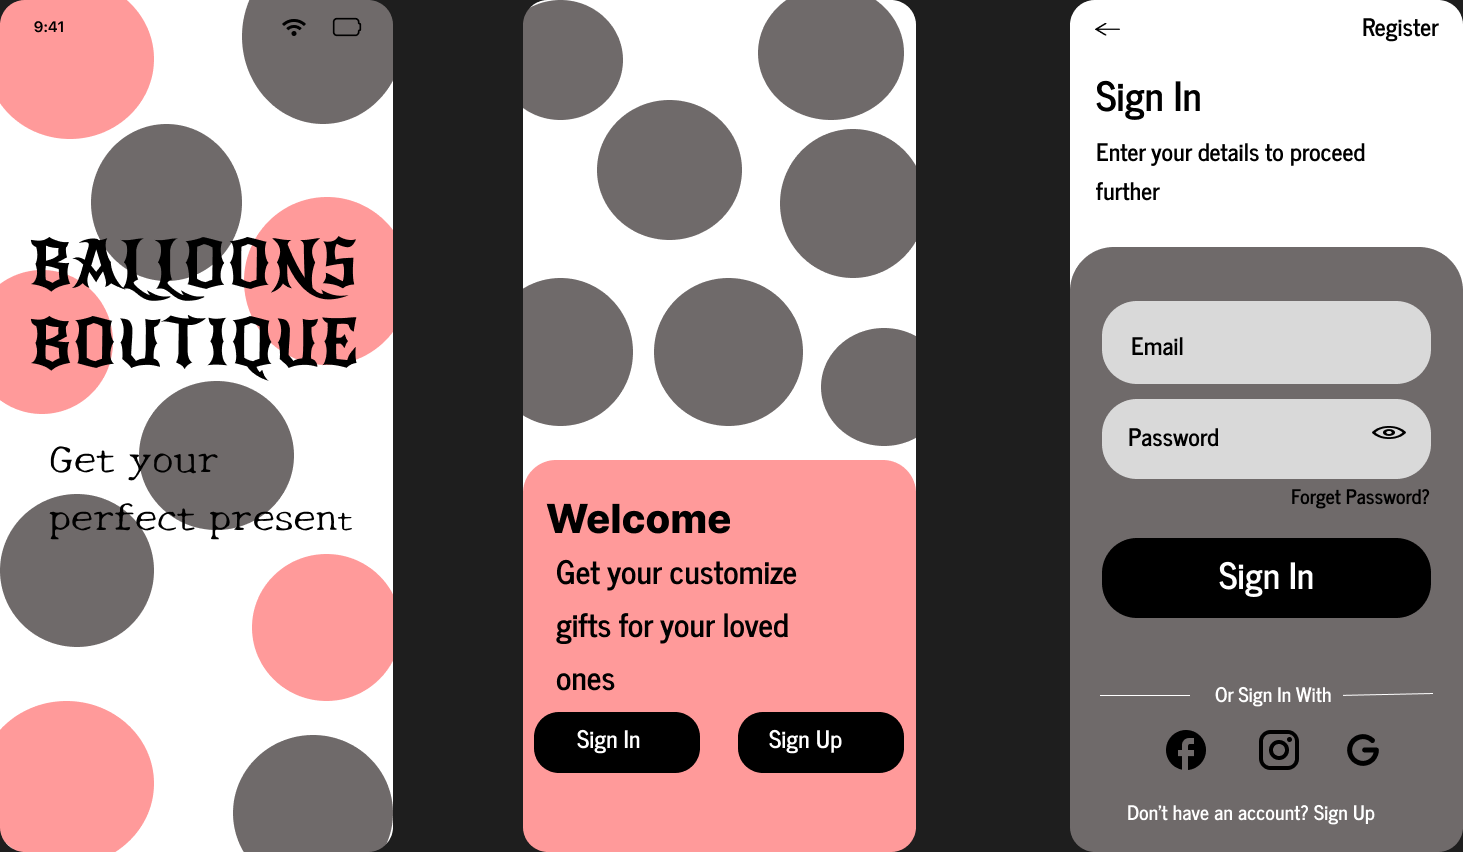 9:41
BALLOONS
BOUTIQUE
Get your
perfect present
Welcome
Get your customize
gifts for your loved
ones
Sign In
Sign Up
Register
Sign In
Enter your details to proceed
further
Email
Password
Forget Password?
Sign In
Or Sign In With
Don't have an account? Sign Up